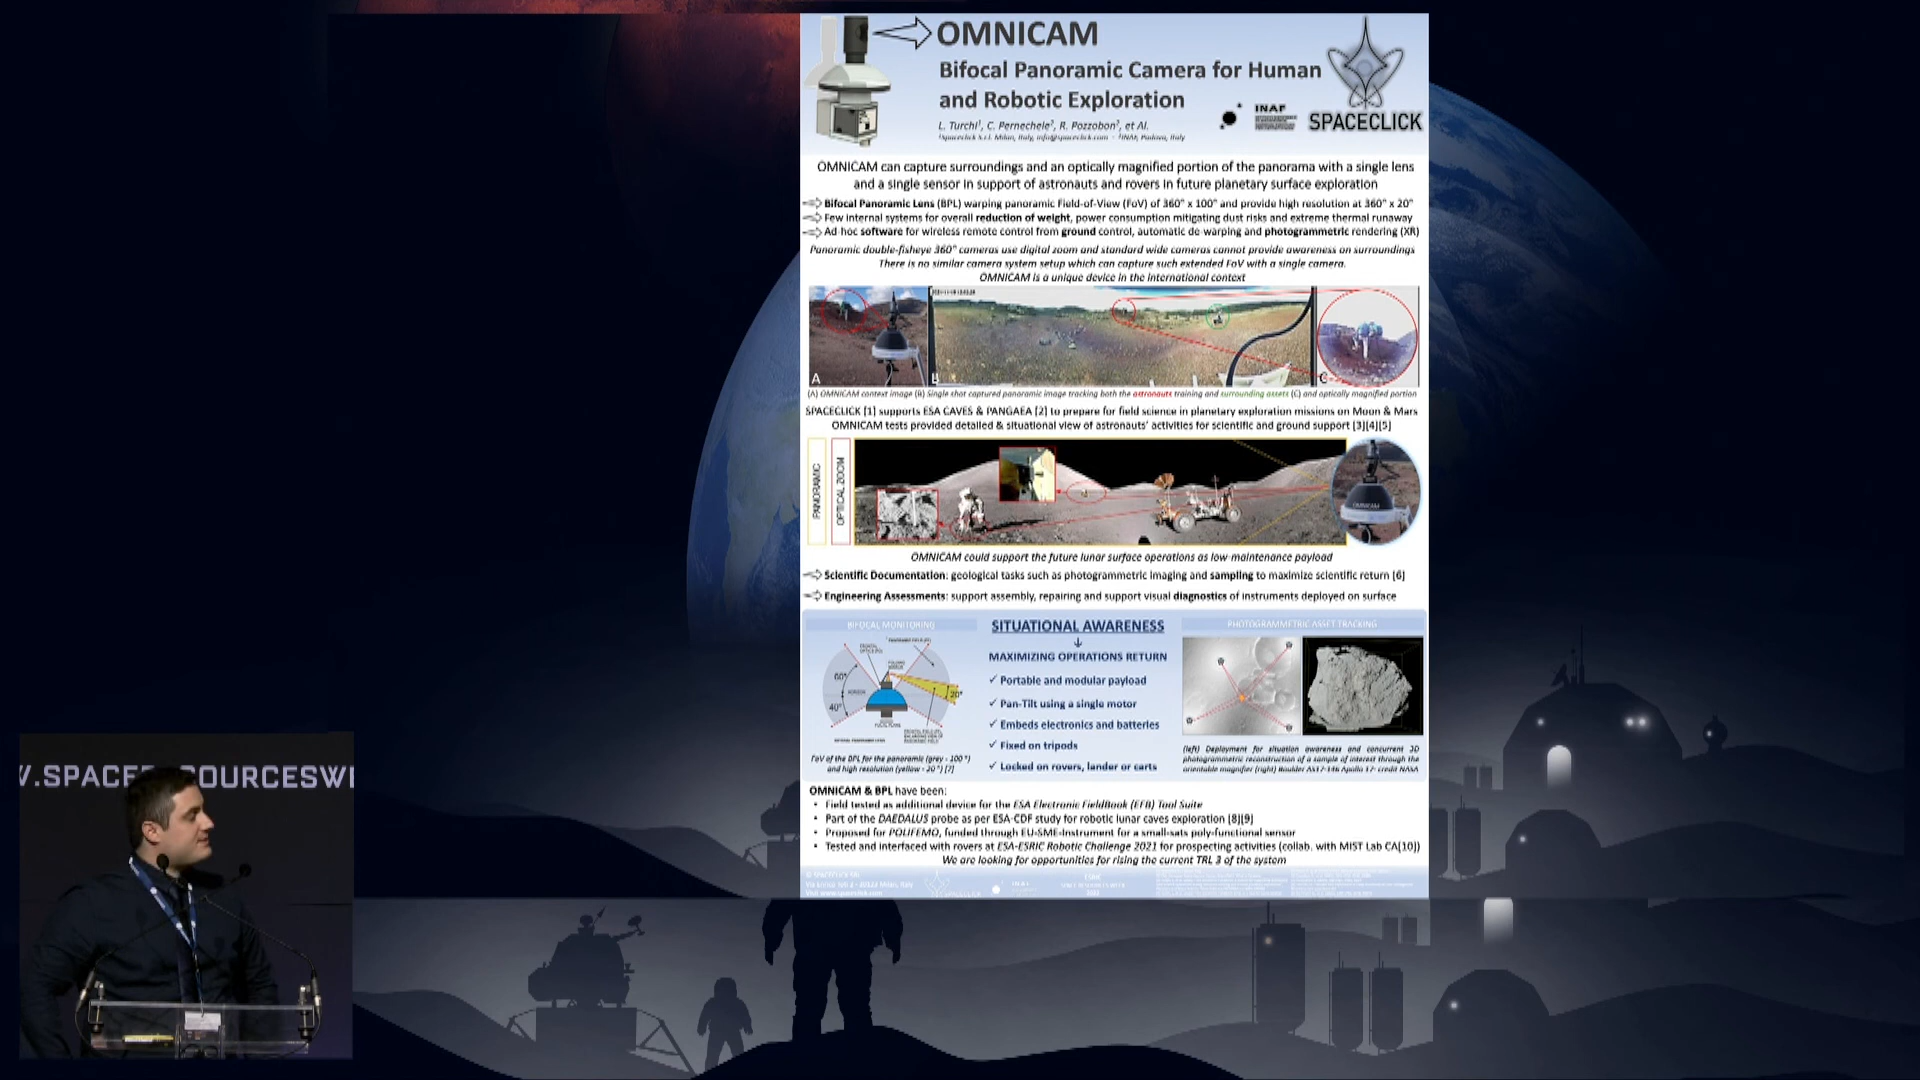 OMNICAM
Bifocal Panoramic Camera for Human
and Robotic Exploration
INAF
SPACECLICK
L. Turchi¹, C. Pernechele², R. Pozzobon², et Al.
¹Spaceclick S.r.l. Milan, Italy, info@spaceclick.com - ²INAF, Padova, Italy
OMNICAM can capture surroundings and an optically magnified portion of the panorama with a single lens
and a single sensor in support of astronauts and rovers in future planetary surface exploration
Bifocal Panoramic Lens (BPL) warping panoramic Field-of-View (FoV) of 360° x 100° and provide high resolution at 360° x 20°
Few internal systems for overall reduction of weight, power consumption mitigating dust risks and extreme thermal runaway
Ad-hoc software for wireless remote control from ground control, automatic de-warping and photogrammetric rendering (XR)
Panoramic double-fisheye 360° cameras use digital zoom and standard wide cameras cannot provide awareness on surroundings
There is no similar camera system setup which can capture such extended FoV with a single camera.
OMNICAM is a unique device in the international context
A
B
C
(A) OMNICAM context image (B) Single shot captured panoramic image tracking both the astronauts training and surrounding assets (C) and optically magnified portion
SPACECLICK [1] supports ESA CAVES & PANGAEA [2] to prepare for field science in planetary exploration missions on Moon & Mars
OMNICAM tests provided detailed & situational view of astronauts' activities for scientific and ground support [3][4][5]
PANORAMIC
OPTICAL ZOOM
OMNICAM
OMNICAM could support the future lunar surface operations as low-maintenance payload
Scientific Documentation: geological tasks such as photogrammetric imaging and sampling to maximize scientific return [6]
Engineering Assessments: support assembly, repairing and support visual diagnostics of instruments deployed on surface
BIFOCAL MONITORING
60°
HORIZON
40°
20°
FOCAL PLANE
FoV of the BPL for the panoramic (grey - 100°)
and high resolution (yellow - 20°) [7]
SITUATIONAL AWARENESS
MAXIMIZING OPERATIONS RETURN
✓ Portable and modular payload
✓ Pan-Tilt using a single motor
✓ Embeds electronics and batteries
✓ Fixed on tripods
✓ Locked on rovers, lander or carts
PHOTOGRAMMETRIC ASSET TRACKING
(left) Deployment for situation awareness and concurrent 3D
photogrammetric reconstruction of a sample of interest through the
orientable magnifier (right) Boulder AS17-146 Apollo 17- credit NASA
OMNICAM & BPL have been:
• Field tested as additional device for the ESA Electronic FieldBook (EFB) Tool Suite
• Part of the DAEDALUS probe as per ESA-CDF study for robotic lunar caves exploration [8][9]
• Proposed for POLIFEMO, funded through EU-SME-Instrument for a small-sats poly-functional sensor
• Tested and interfaced with rovers at ESA-ESRIC Robotic Challenge 2021 for prospecting activities (collab. with MIST Lab CA[10])
We are looking for opportunities for rising the current TRL 3 of the system
SPACECLICK